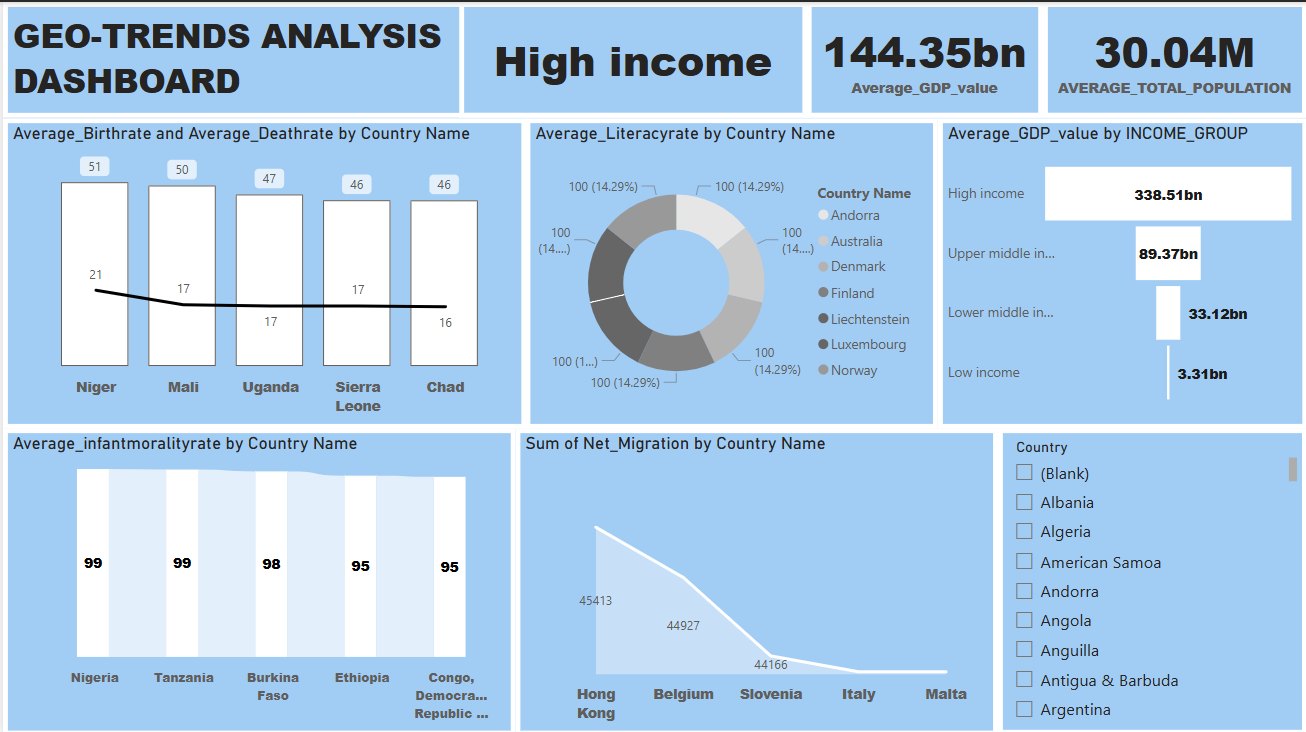 GEO-TRENDS ANALYSIS
DASHBOARD
High income
144.35bn
Average_GDP_value
30.04M
AVERAGE_TOTAL_POPULATION
Average_Birthrate and Average_Deathrate by Country Name
51
50
47
46
46
21
17
17
17
16
Niger
Mali
Uganda
Sierra
Leone
Chad
Average_Literacyrate by Country Name
100 (14.29%)
100 (14.29%)
100
(14....)
100
(14....)
100 (1...)
100
(14.29%)
100 (14.29%)
Country Name
Andorra
Australia
Denmark
Finland
Liechtenstein
Luxembourg
Norway
Average_GDP_value by INCOME_GROUP
High income
338.51bn
Upper middle in...
89.37bn
Lower middle in...
33.12bn
Low income
3.31bn
Average_infantmoralityrate by Country Name
99
99
98
95
95
Nigeria
Tanzania
Burkina
Faso
Ethiopia
Congo,
Democra...
Republic ...
Sum of Net_Migration by Country Name
45413
44927
44166
Hong
Kong
Belgium
Slovenia
Italy
Malta
Country
(Blank)
Albania
Algeria
American Samoa
Andorra
Angola
Anguilla
Antigua & Barbuda
Argentina